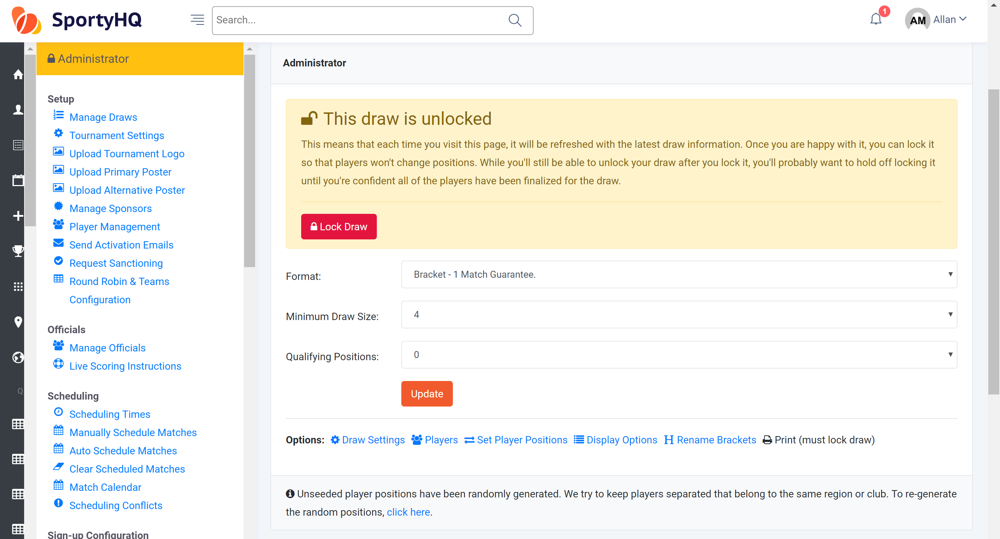 SportyHQ
Search...
1
AM Allan
Administrator
Setup
Manage Draws
Tournament Settings
Upload Tournament Logo
Upload Primary Poster
Upload Alternative Poster
Manage Sponsors
Player Management
Send Activation Emails
Request Sanctioning
Round Robin & Teams
Configuration
Officials
Manage Officials
Live Scoring Instructions
Scheduling
Scheduling Times
Manually Schedule Matches
Auto Schedule Matches
Clear Scheduled Matches
Match Calendar
Scheduling Conflicts
Sign-up Configuration
Q
Administrator
This draw is unlocked
This means that each time you visit this page, it will be refreshed with the latest draw information. Once you are happy with it, you can lock it
so that players won't change positions. While you'll still be able to unlock your draw after you lock it, you'll probably want to hold off locking it
until you're confident all of the players have been finalized for the draw.
Lock Draw
Format: Bracket - 1 Match Guarantee.
Minimum Draw Size: 4
Qualifying Positions: 0
Update
Options: Draw Settings Players Set Player Positions Display Options Rename Brackets Print (must lock draw)
Unseeded player positions have been randomly generated. We try to keep players separated that belong to the same region or club. To re-generate
the random positions, click here.